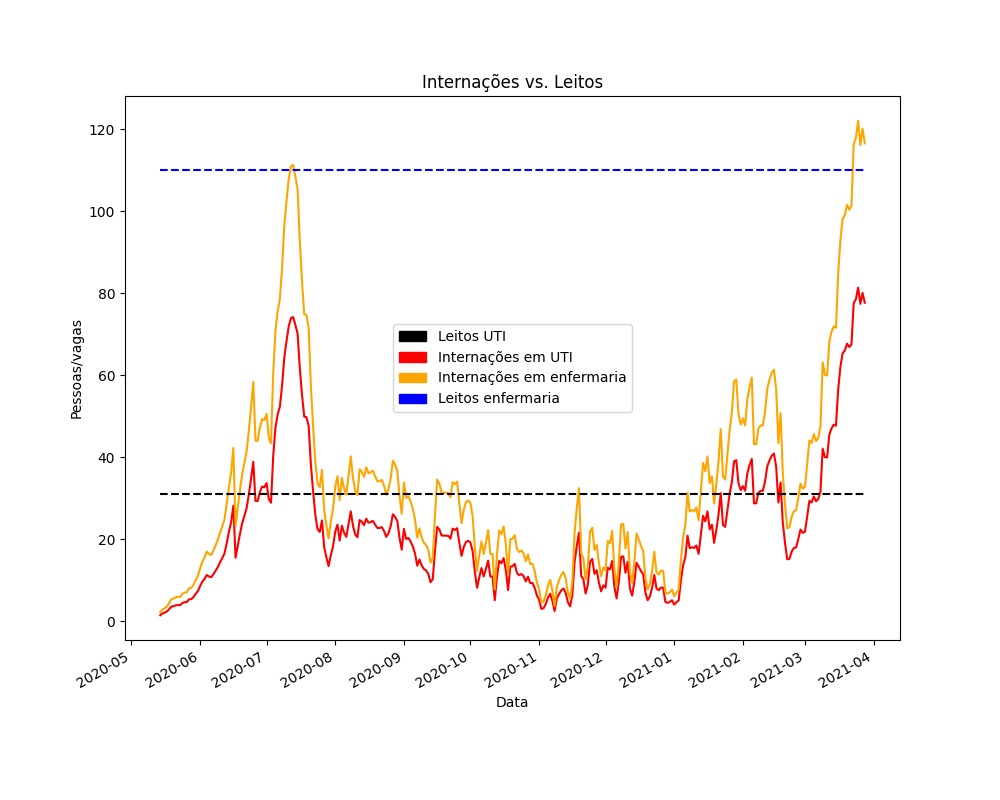 Internações vs. Leitos
120
100
80
60
40
20
0
Pessoas/vagas
Leitos UTI
Internações em UTI
Internações em enfermaria
Leitos enfermaria
2020-05
2020-06
2020-07
2020-08
2020-09
2020-10
2020-11
2020-12
2021-01
2021-02
2021-03
2021-04
Data